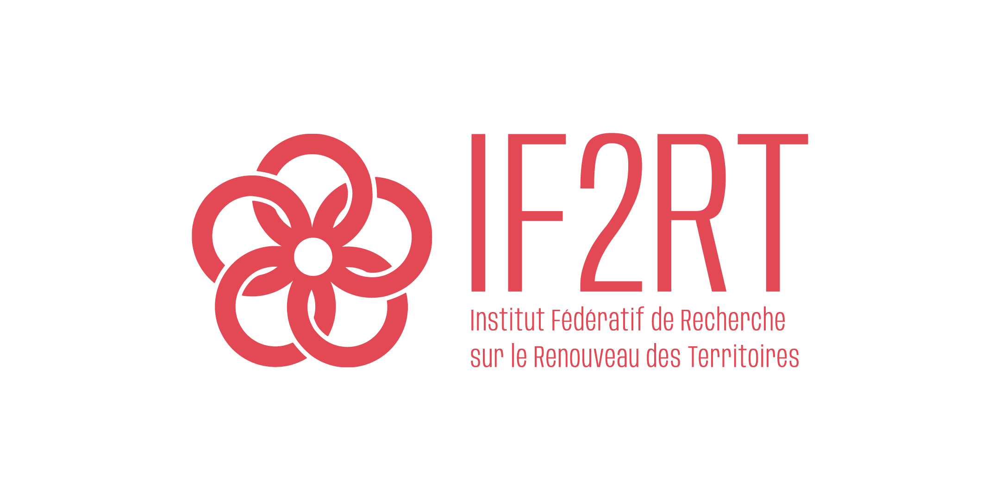 IF2RT
Institut Fédératif de Recherche
sur le Renouveau des Territoires